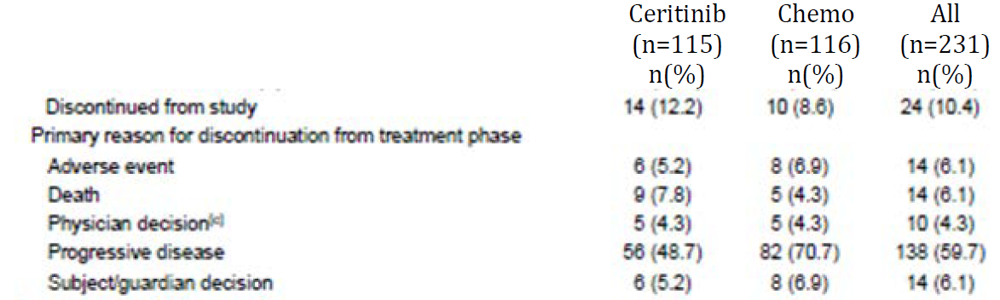 Ceritinib Chemo All
(n=115) (n=116) (n=231)
n(%) n(%) n(%)
Discontinued from study 14 (12.2) 10 (8.6) 24 (10.4)
Primary reason for discontinuation from treatment phase
Adverse event 6 (5.2) 8 (6.9) 14 (6.1)
Death 9 (7.8) 5 (4.3) 14 (6.1)
Physician decision[c] 5 (4.3) 5 (4.3) 10 (4.3)
Progressive disease 56 (48.7) 82 (70.7) 138 (59.7)
Subject/guardian decision 6 (5.2) 8 (6.9) 14 (6.1)